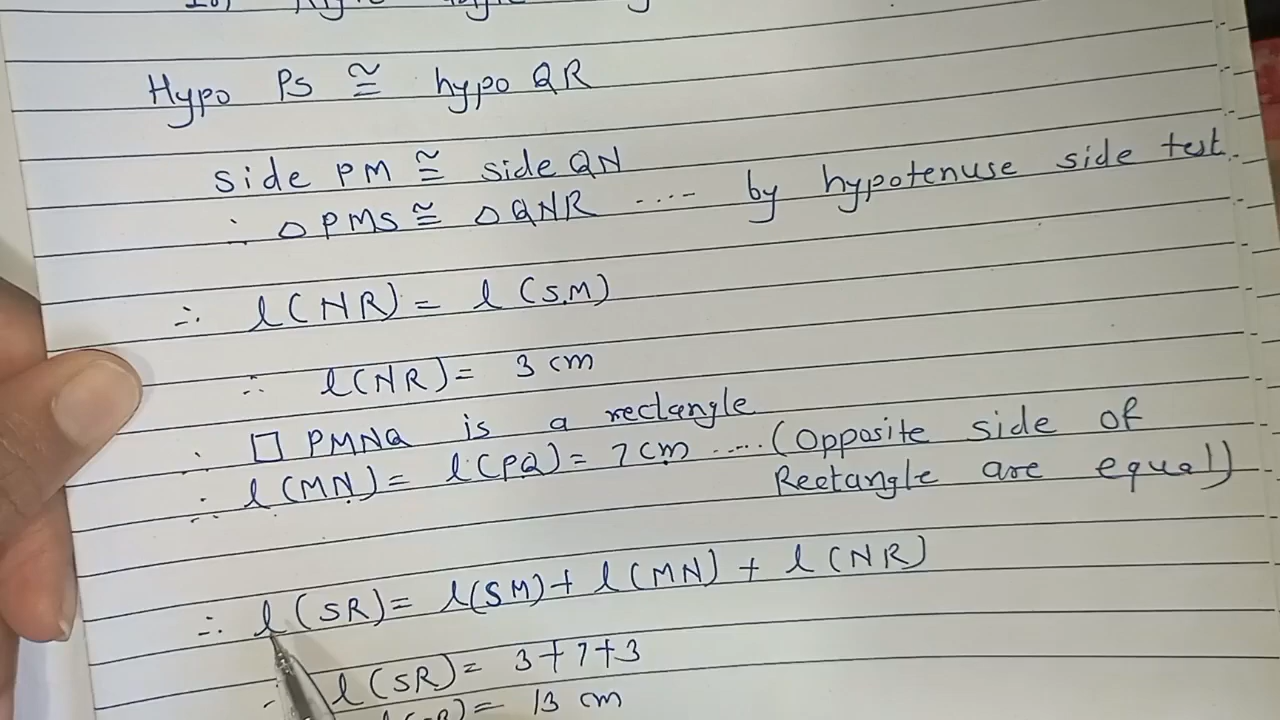 Hypo PS ≅ hypo QR
side PM ≅ side QN
∴ △PMS ≅ △QNR .... by hypotenuse side test
∴ l(NR) = l(SM)
∴ l(NR) = 3 cm
∴ □ PMNQ is a rectangle
∴ l(MN) = l(PQ) = 7 cm ....(Opposite side of
Rectangle are equal)
∴ l(SR) = l(SM) + l(MN) + l(NR)
l(SR) = 3+7+3
= 13 cm